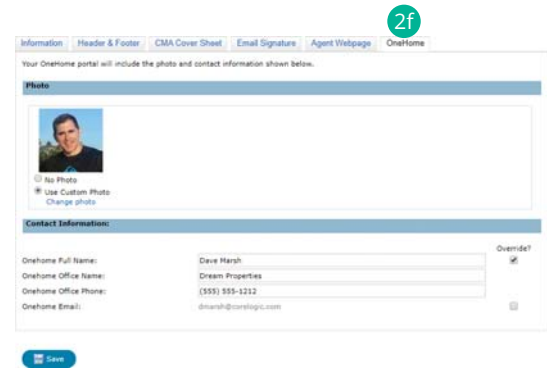 2f
Information Header & Footer CMA Cover Sheet Email Signature Agent Webpage OneHome
Your OneHome portal will include the photo and contact information shown below.
Photo
No Photo
Use Custom Photo
Change photo
Contact Information:
Override?
Onehome Full Name: Dave Marsh
Onehome Office Name: Dream Properties
Onehome Office Phone: (555) 555-1212
Onehome Email: dmarsh@corelogic.com
Save